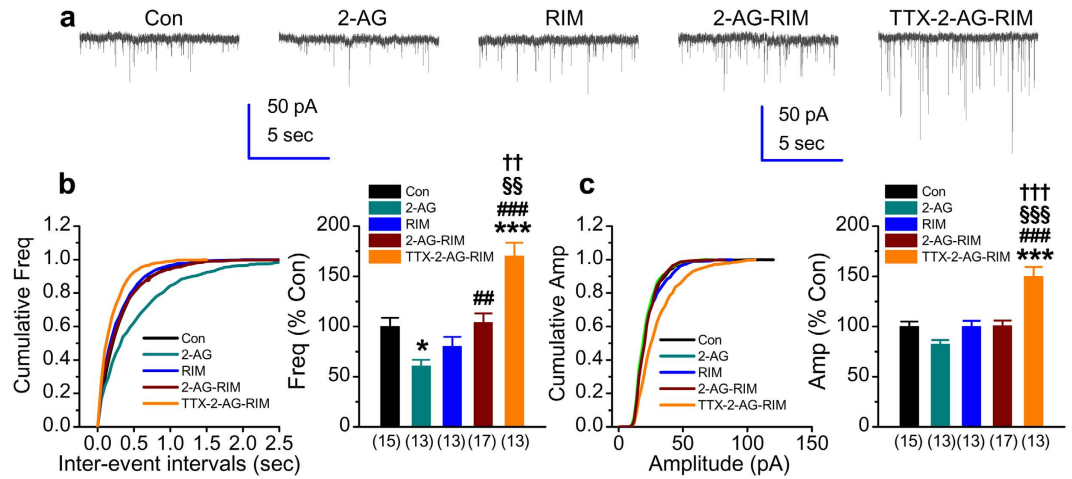 a
Con
2-AG
RIM
2-AG-RIM
TTX-2-AG-RIM
50 pA
5 sec
50 pA
5 sec
b
Cumulative Freq
1.2
1.0
0.8
0.6
0.4
0.2
0.0
Con
2-AG
RIM
2-AG-RIM
TTX-2-AG-RIM
0.0 0.5 1.0 1.5 2.0 2.5
Inter-event intervals (sec)
Con
2-AG
RIM
2-AG-RIM
TTX-2-AG-RIM
Freq (% Con)
200
150
100
50
0
*
##
††
§§
###
***
(15) (13) (13) (17) (13)
c
Cumulative Amp
1.2
1.0
0.8
0.6
0.4
0.2
0.0
Con
2-AG
RIM
2-AG-RIM
TTX-2-AG-RIM
0 50 100 150
Amplitude (pA)
Con
2-AG
RIM
2-AG-RIM
TTX-2-AG-RIM
Amp (% Con)
200
150
100
50
0
†††
§§§
###
***
(15) (13) (13) (17) (13)